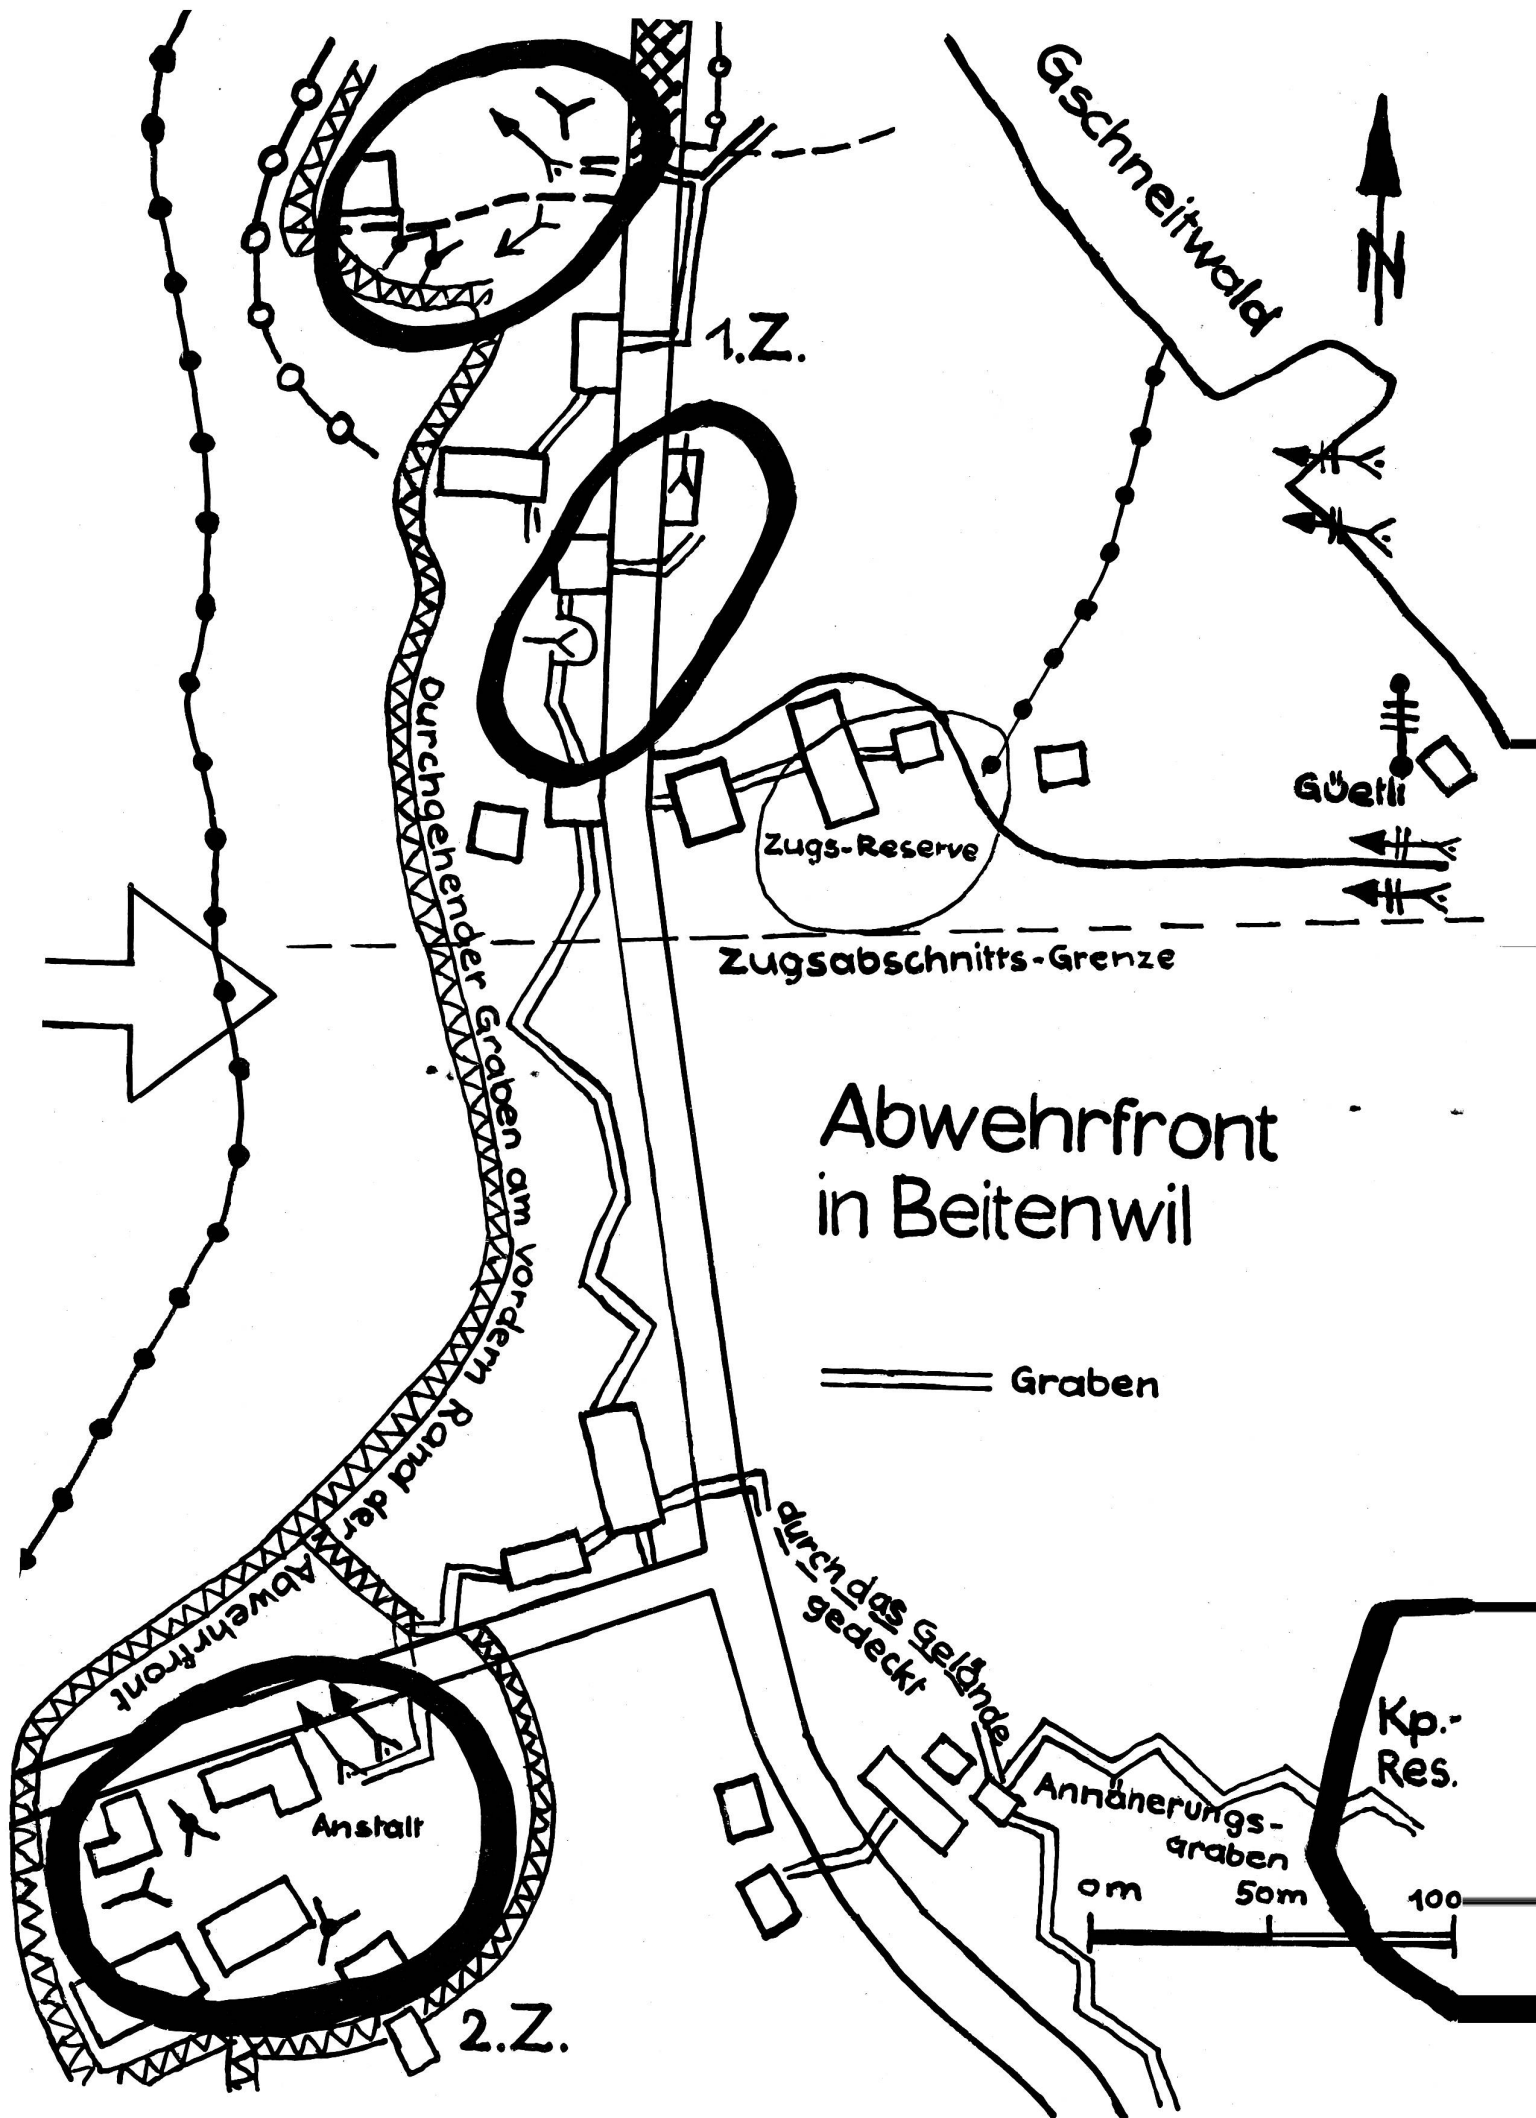 Gschneitwald
N
1.Z.
Durchgehender Graben am vordern Rand der Abwehrfront
Güetli
Zugs-Reserve
Zugsabschnitts-Grenze
Abwehrfront
in Beitenwil
Graben
durch das Gelände
gedeckt
Kp.-
Res.
Annänerungs-
graben
0m 50m 100
Anstalt
2.Z.